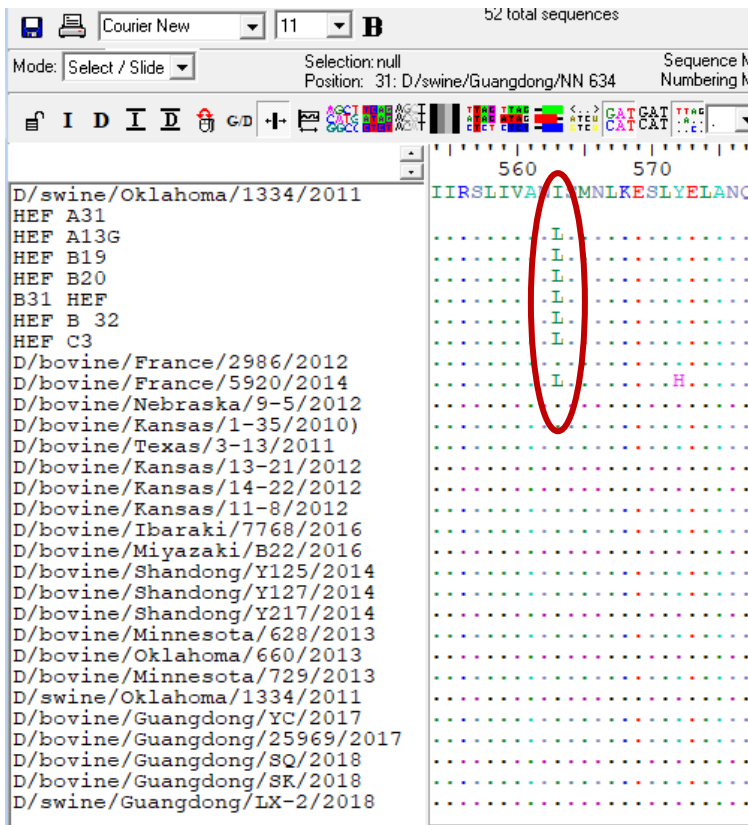 52 total sequences
Courier New 11 B
Mode: Select / Slide
Selection: null
Position: 31: D/swine/Guangdong/NN 634
Sequence M
Numbering M
I D I D G/D
560 570
D/swine/Oklahoma/1334/2011 IIRSLIVANISMNLKESLYELANQ
HEF A31
HEF A13G .........L..............
HEF B19 .........L..............
HEF B20 .........L..............
B31 HEF .........L..............
HEF B 32 .........L..............
HEF C3 .........L..............
D/bovine/France/2986/2012 ........................
D/bovine/France/5920/2014 .........L........H.....
D/bovine/Nebraska/9-5/2012 ........................
D/bovine/Kansas/1-35/2010) ........................
D/bovine/Texas/3-13/2011 ........................
D/bovine/Kansas/13-21/2012 ........................
D/bovine/Kansas/14-22/2012 ........................
D/bovine/Kansas/11-8/2012 ........................
D/bovine/Ibaraki/7768/2016 ........................
D/bovine/Miyazaki/B22/2016 ........................
D/bovine/Shandong/Y125/2014 ........................
D/bovine/Shandong/Y127/2014 ........................
D/bovine/Shandong/Y217/2014 ........................
D/bovine/Minnesota/628/2013 ........................
D/bovine/Oklahoma/660/2013 ........................
D/bovine/Minnesota/729/2013 ........................
D/swine/Oklahoma/1334/2011 ........................
D/bovine/Guangdong/YC/2017 ........................
D/bovine/Guangdong/25969/2017 ........................
D/bovine/Guangdong/SQ/2018 ........................
D/bovine/Guangdong/SK/2018 ........................
D/swine/Guangdong/LX-2/2018 ........................